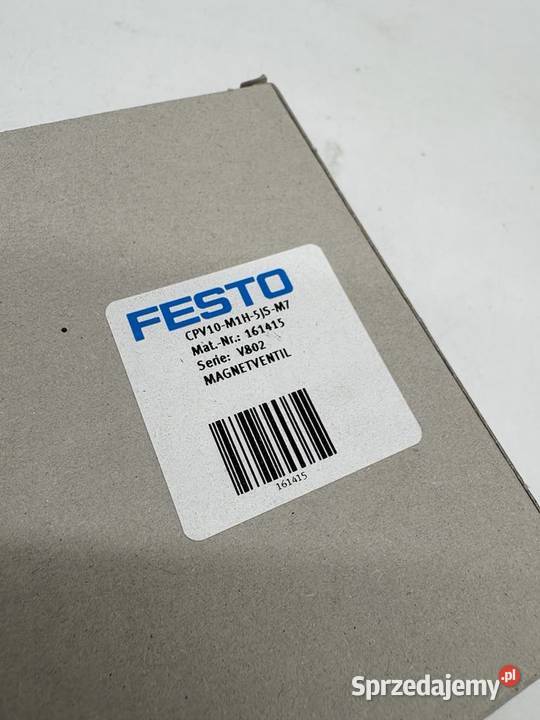 FESTO
CPV10-M1H-5JS-M7
Mat.-Nr.: 161415
Serie: V802
MAGNETVENTIL
161415
Sprzedajemy.pl